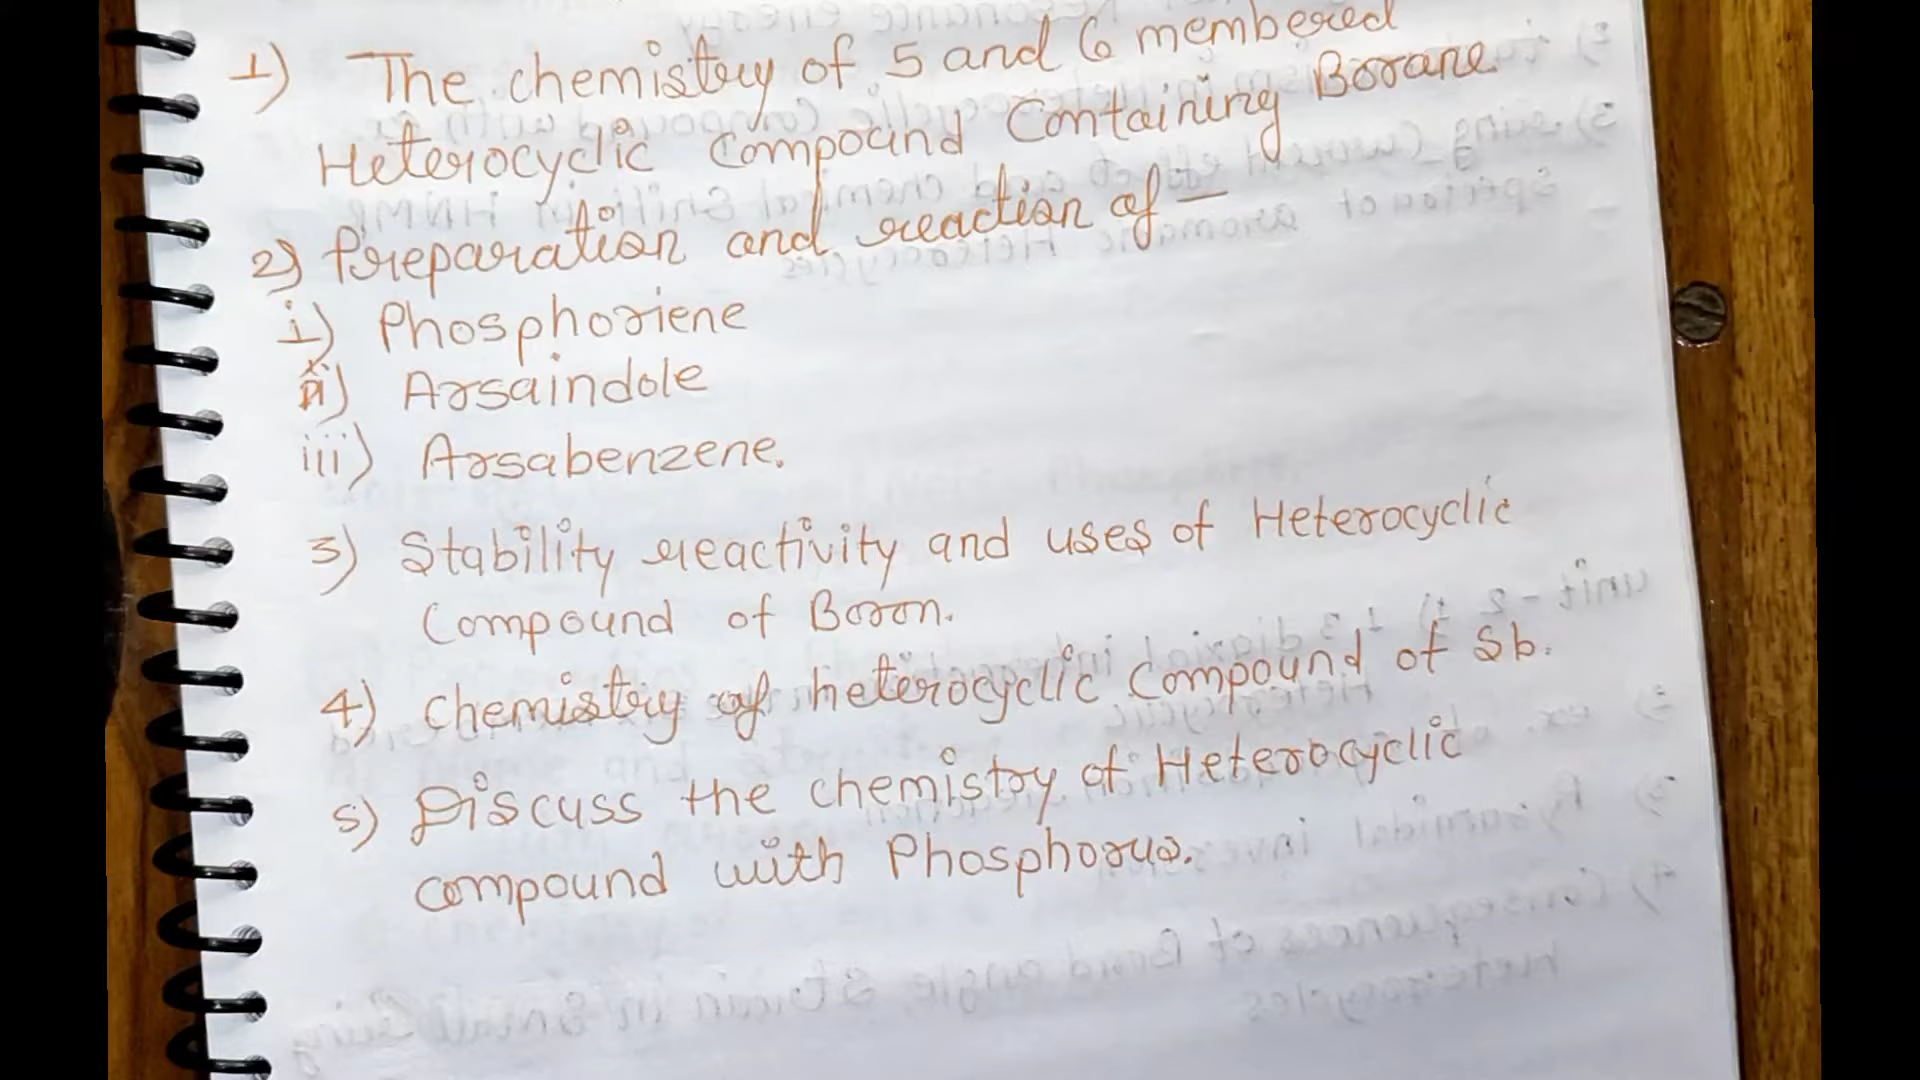 1) The chemistry of 5 and 6 membered
Heterocyclic Compound Containing Borane
2) Preparation and reaction of -
i) Phosphoriene
ii) Arsaindole
iii) Arsabenzene.
3) Stability reactivity and uses of Heterocyclic
Compound of Boron.
4) Chemistry of heterocyclic Compound of Sb.
5) Discuss the chemistry of Heterocyclic
compound with Phosphorus.